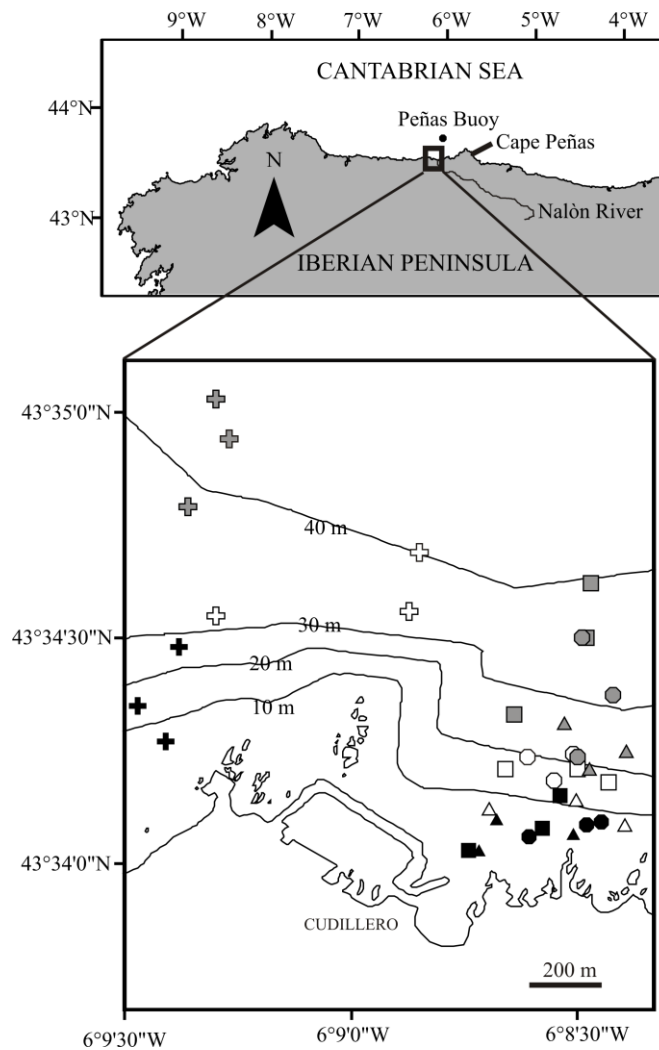 9°W 8°W 7°W 6°W 5°W 4°W
CANTABRIAN SEA
44°N
Peñas Buoy
Cape Peñas
N
43°N
Nalòn River
IBERIAN PENINSULA
43°35'0"N
40 m
43°34'30"N
30 m
20 m
10 m
43°34'0"N
CUDILLERO
200 m
6°9'30"W 6°9'0"W 6°8'30"W